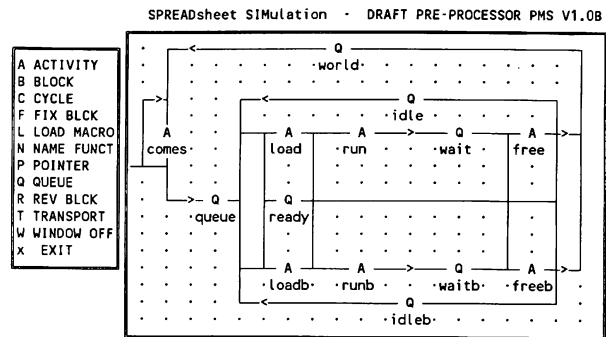 SPREADsheet SIMulation - DRAFT PRE-PROCESSOR PMS V1.0B
A ACTIVITY
B BLOCK
C CYCLE
F FIX BLCK
L LOAD MACRO
N NAME FUNCT
P POINTER
Q QUEUE
R REV BLCK
T TRANSPORT
W WINDOW OFF
x EXIT
Q
world
Q
idle
A A A Q A
comes load run wait free
Q Q
queue ready
A A Q A
loadb runb waitb freeb
Q
idleb